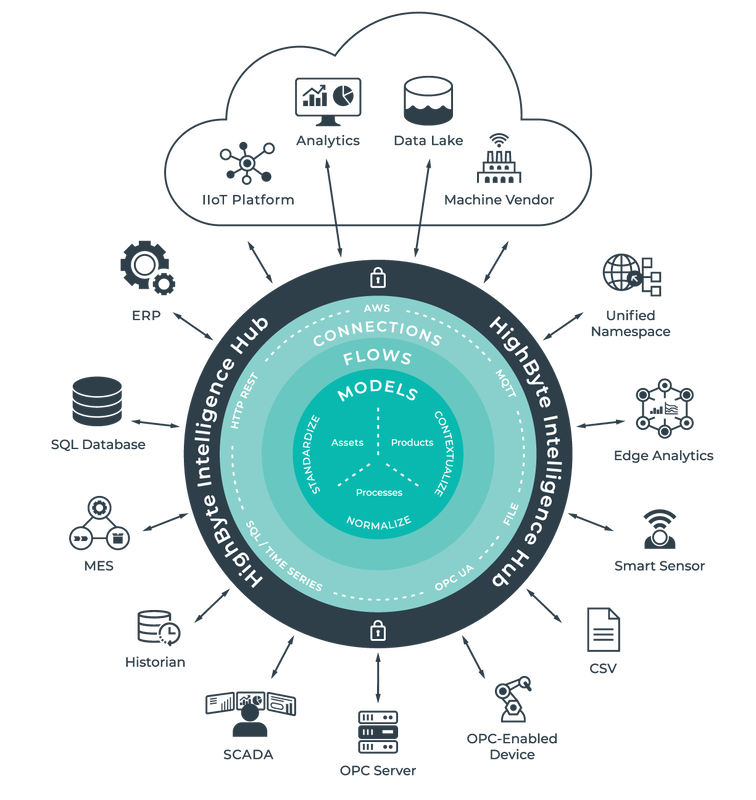 Analytics
Data Lake
IIoT Platform
Machine Vendor
ERP
Unified
Namespace
SQL Database
Edge Analytics
MES
Smart Sensor
Historian
CSV
SCADA
OPC Server
OPC-Enabled
Device
HighByte Intelligence Hub
HighByte Intelligence Hub
AWS
CONNECTIONS
HTTP REST
MQTT
FILE
OPC UA
SQL / TIME SERIES
FLOWS
MODELS
STANDARDIZE
CONTEXTUALIZE
NORMALIZE
Assets
Products
Processes